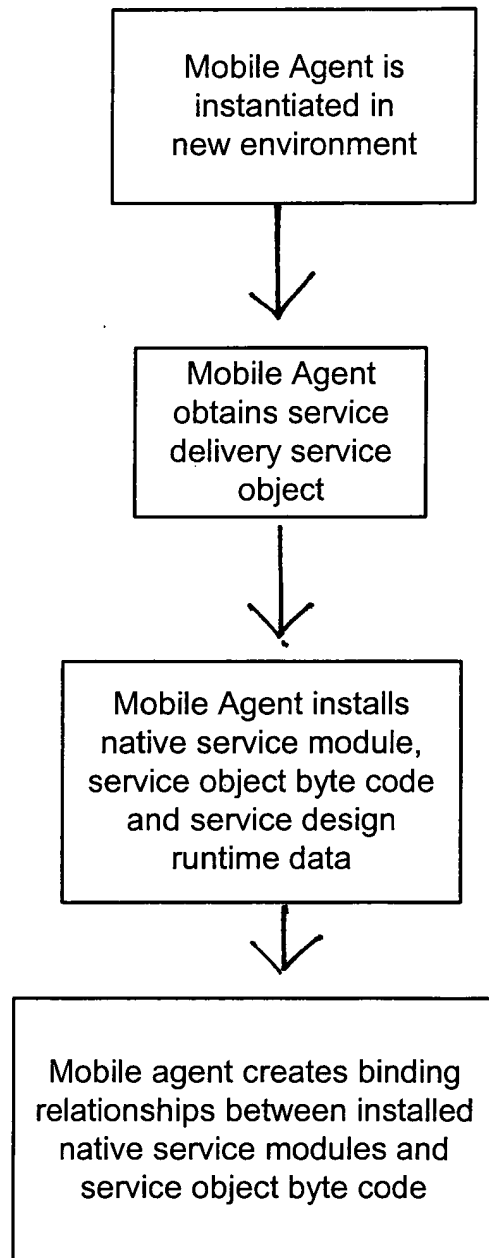 Mobile Agent is
instantiated in
new environment
Mobile Agent
obtains service
delivery service
object
Mobile Agent installs
native service module,
service object byte code
and service design
runtime data
Mobile agent creates binding
relationships between installed
native service modules and
service object byte code